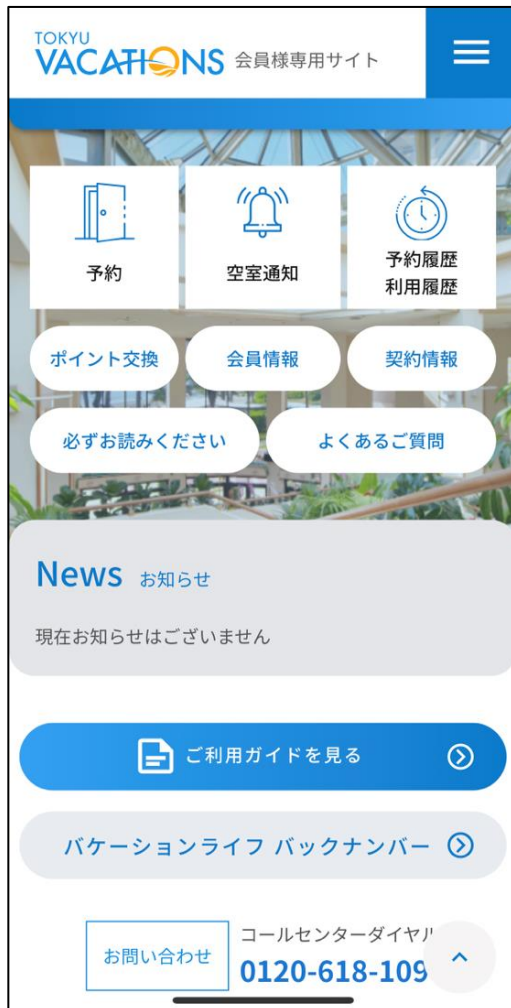 TOKYU
VACATIONS 会員様専用サイト
予約
空室通知
予約履歴
利用履歴
ポイント交換
会員情報
契約情報
必ずお読みください
よくあるご質問
News お知らせ
現在お知らせはございません
ご利用ガイドを見る
バケーションライフ バックナンバー
お問い合わせ
コールセンターダイヤル
0120-618-109